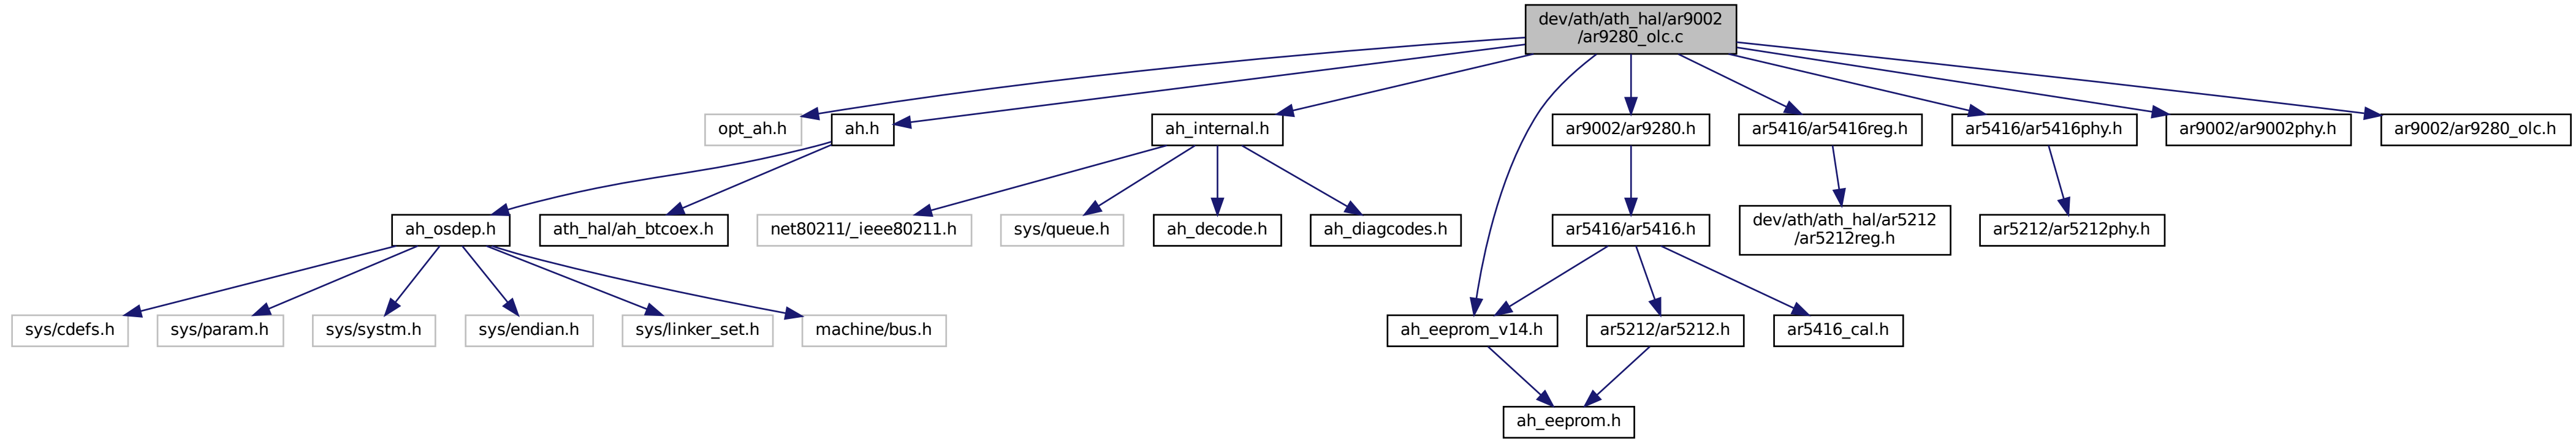 dev/ath/ath_hal/ar9002
/ar9280_olc.c
opt_ah.h
ah.h
ah_internal.h
ar9002/ar9280.h
ar5416/ar5416reg.h
ar5416/ar5416phy.h
ar9002/ar9002phy.h
ar9002/ar9280_olc.h
ah_osdep.h
ath_hal/ah_btcoex.h
net80211/_ieee80211.h
sys/queue.h
ah_decode.h
ah_diagcodes.h
ar5416/ar5416.h
dev/ath/ath_hal/ar5212
/ar5212reg.h
ar5212/ar5212phy.h
sys/cdefs.h
sys/param.h
sys/systm.h
sys/endian.h
sys/linker_set.h
machine/bus.h
ah_eeprom_v14.h
ar5212/ar5212.h
ar5416_cal.h
ah_eeprom.h